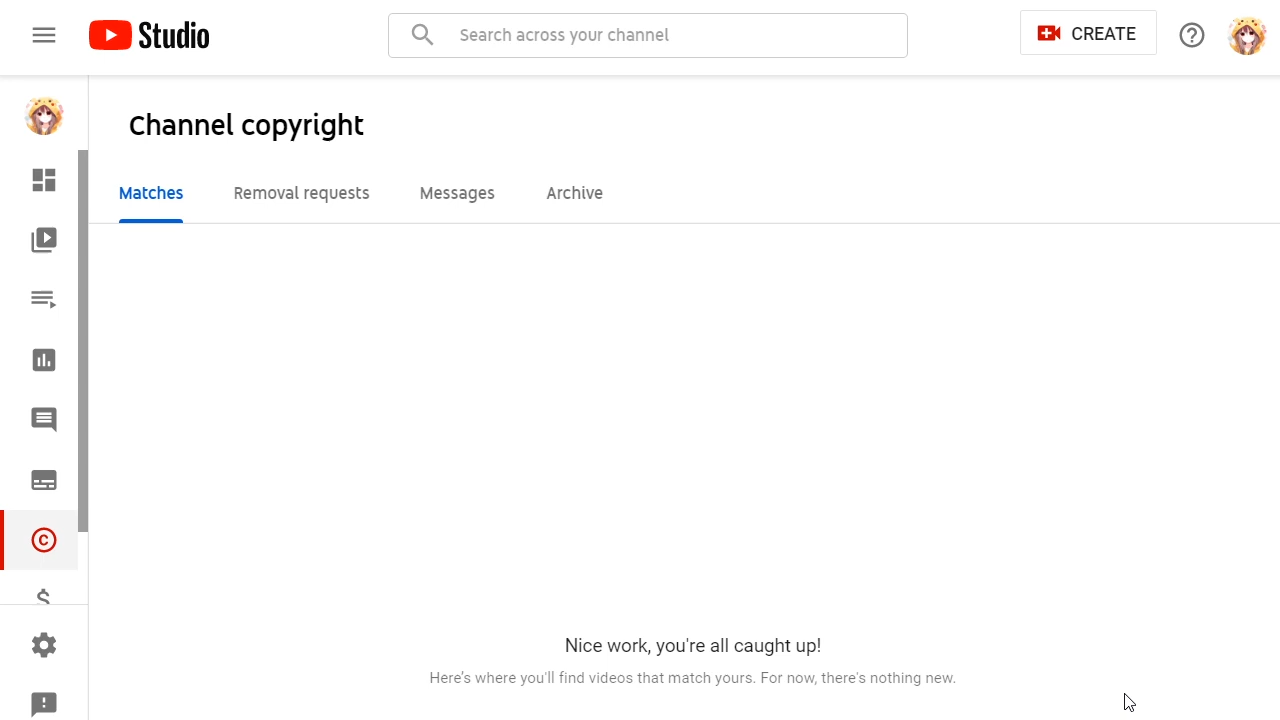 Studio
Search across your channel
CREATE
Channel copyright
Matches
Removal requests
Messages
Archive
Nice work, you're all caught up!
Here's where you'll find videos that match yours. For now, there's nothing new.